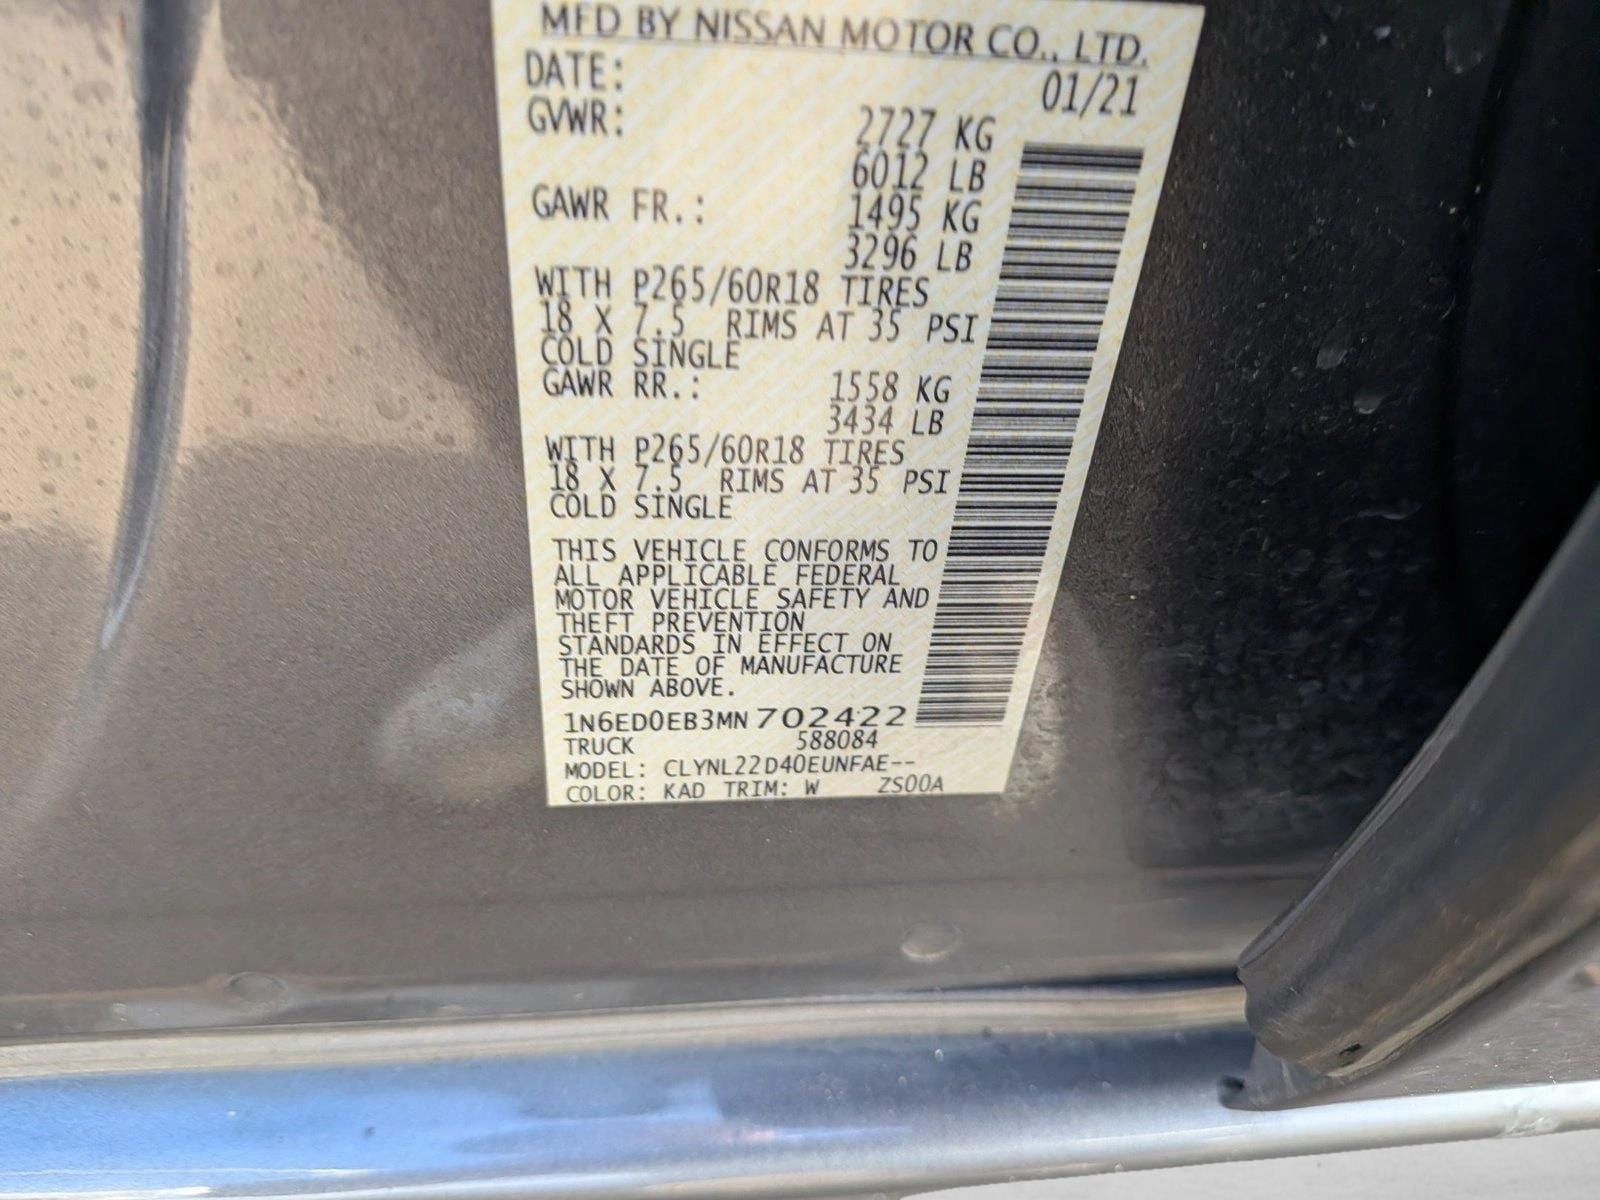 MFD BY NISSAN MOTOR CO., LTD.
DATE: 01/21
GVWR: 2727 KG
6012 LB
GAWR FR.: 1495 KG
3296 LB
WITH P265/60R18 TIRES
18 X 7.5 RIMS AT 35 PSI
COLD SINGLE
GAWR RR.: 1558 KG
3434 LB
WITH P265/60R18 TIRES
18 X 7.5 RIMS AT 35 PSI
COLD SINGLE
THIS VEHICLE CONFORMS TO
ALL APPLICABLE FEDERAL
MOTOR VEHICLE SAFETY AND
THEFT PREVENTION
STANDARDS IN EFFECT ON
THE DATE OF MANUFACTURE
SHOWN ABOVE.
1N6ED0EB3MN702422
TRUCK 588084
MODEL: CLYNL22D40EUNFAE--
COLOR: KAD TRIM: W ZS00A